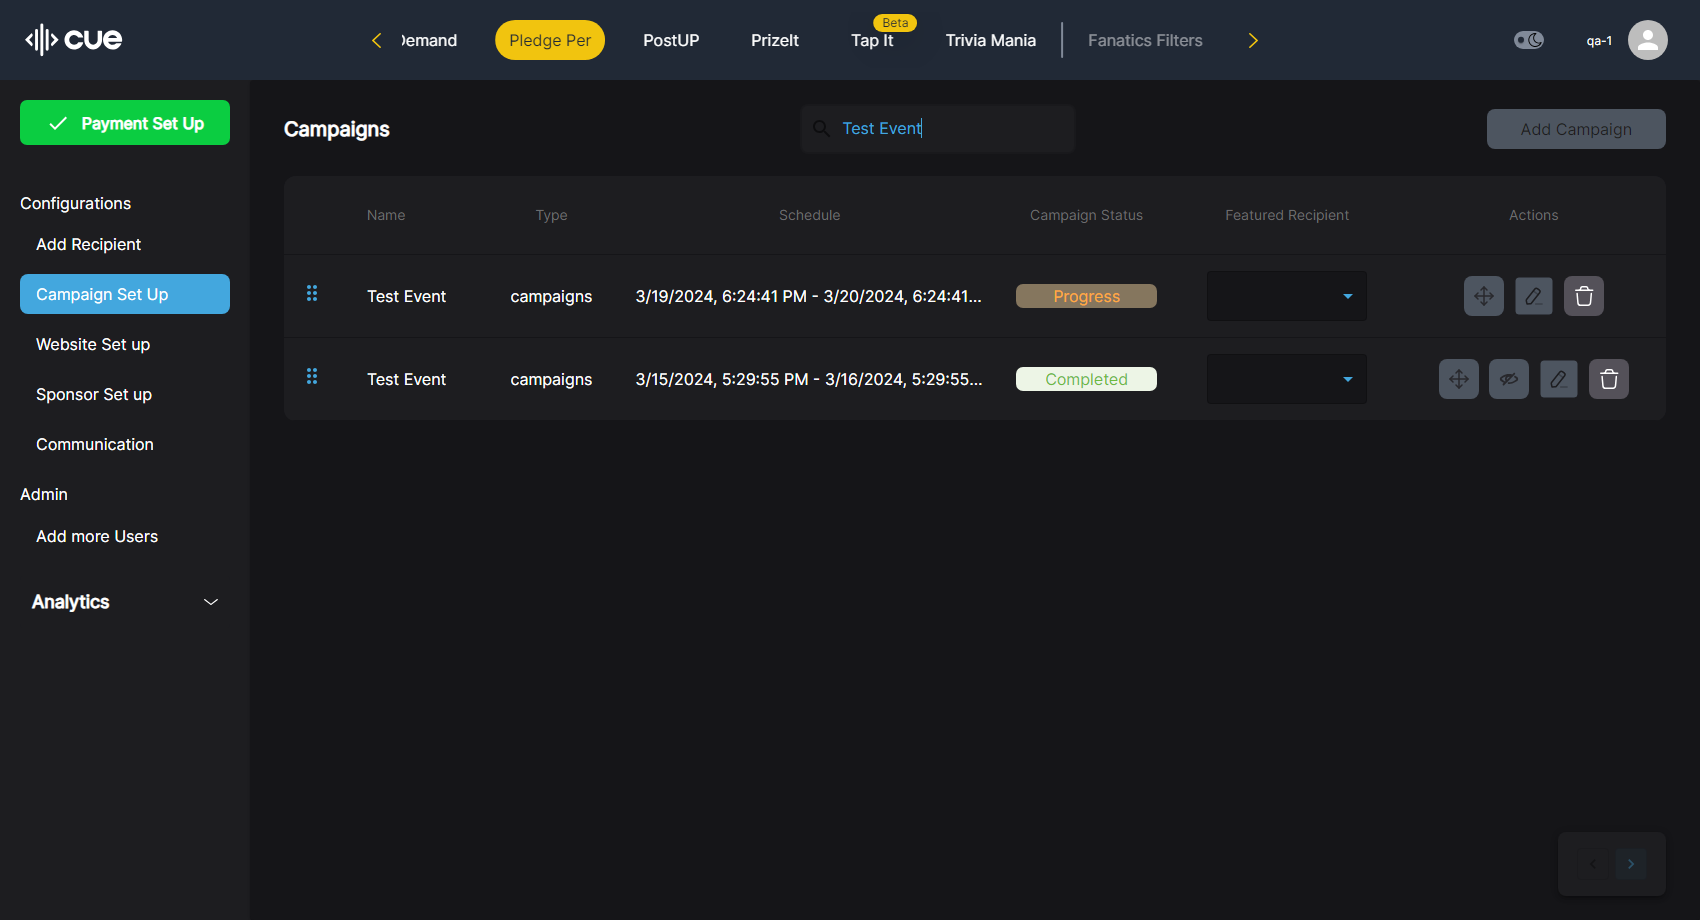 cue
Demand
Pledge Per
PostUP
PrizeIt
Tap It
Beta
Trivia Mania
Fanatics Filters
qa-1
Payment Set Up
Configurations
Add Recipient
Campaign Set Up
Website Set up
Sponsor Set up
Communication
Admin
Add more Users
Analytics
Campaigns
Test Event
Add Campaign
Name Type Schedule Campaign Status Featured Recipient Actions
Test Event campaigns 3/19/2024, 6:24:41 PM - 3/20/2024, 6:24:41... Progress
Test Event campaigns 3/15/2024, 5:29:55 PM - 3/16/2024, 5:29:55... Completed